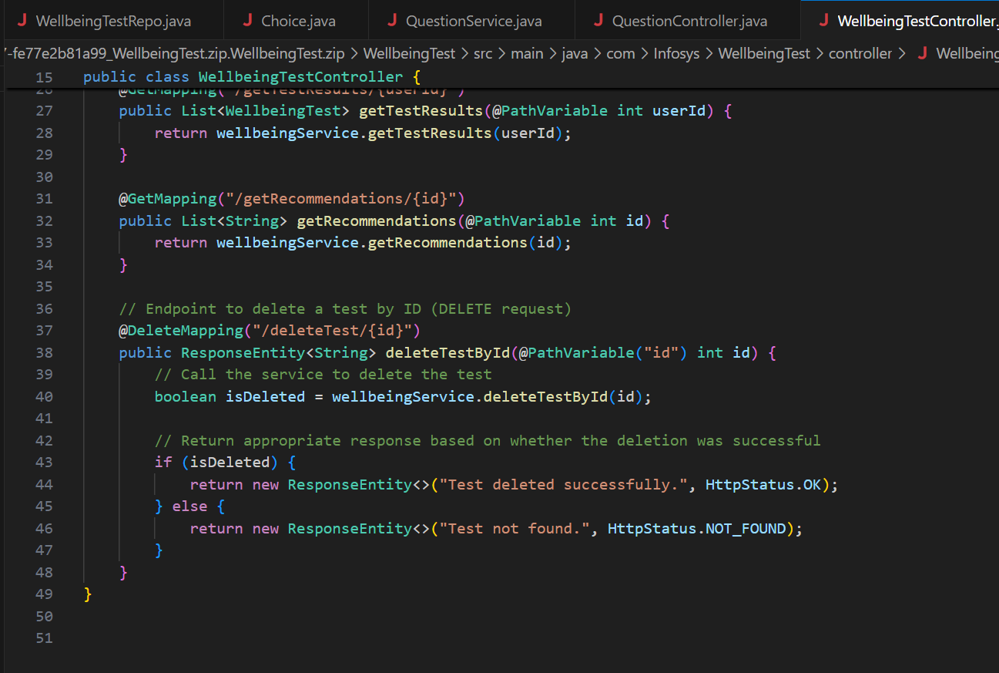 J WellbeingTestRepo.java J Choice.java J QuestionService.java J QuestionController.java J WellbeingTestController.
-fe77e2b81a99_WellbeingTest.zip.WellbeingTest.zip > WellbeingTest > src > main > java > com > Infosys > WellbeingTest > controller > J Wellbeing
15 public class WellbeingTestController {
26 @GetMapping("/getTestResults/{userId}")
27 public List<WellbeingTest> getTestResults(@PathVariable int userId) {
28 return wellbeingService.getTestResults(userId);
29 }
30
31 @GetMapping("/getRecommendations/{id}")
32 public List<String> getRecommendations(@PathVariable int id) {
33 return wellbeingService.getRecommendations(id);
34 }
35
36 // Endpoint to delete a test by ID (DELETE request)
37 @DeleteMapping("/deleteTest/{id}")
38 public ResponseEntity<String> deleteTestById(@PathVariable("id") int id) {
39 // Call the service to delete the test
40 boolean isDeleted = wellbeingService.deleteTestById(id);
41
42 // Return appropriate response based on whether the deletion was successful
43 if (isDeleted) {
44 return new ResponseEntity<>("Test deleted successfully.", HttpStatus.OK);
45 } else {
46 return new ResponseEntity<>("Test not found.", HttpStatus.NOT_FOUND);
47 }
48 }
49 }
50
51